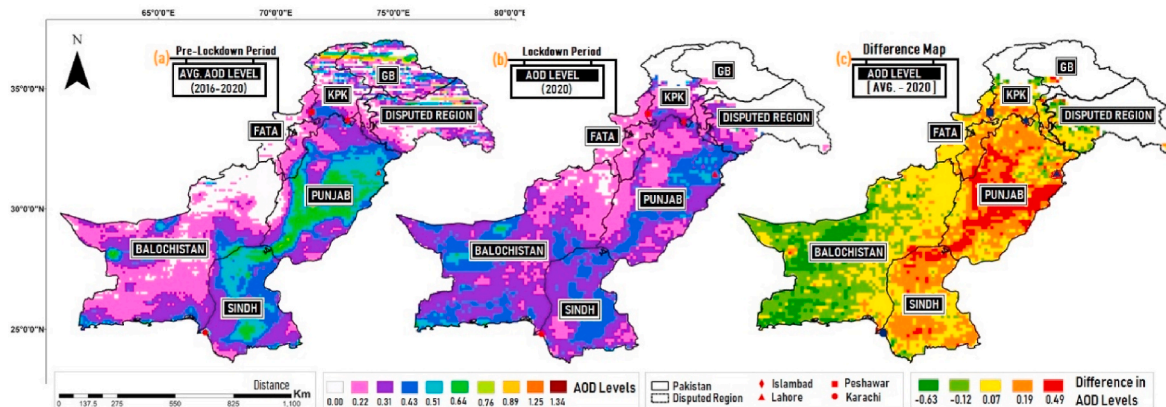 65°0'0"E 70°0'0"E 75°0'0"E 80°0'0"E
N
(a) Pre-Lockdown Period
AVG. AOD LEVEL
(2016-2020)
(b) Lockdown Period
AOD LEVEL
(2020)
(c) Difference Map
AOD LEVEL
[ AVG. - 2020]
35°0'0"N
30°0'0"N
25°0'0"N
GB
KPK
DISPUTED REGION
FATA
PUNJAB
BALOCHISTAN
SINDH
GB
KPK
DISPUTED REGION
FATA
PUNJAB
BALOCHISTAN
SINDH
GB
KPK
DISPUTED REGION
FATA
PUNJAB
BALOCHISTAN
SINDH
Distance Km
0 137.5 275 550 825 1,100
AOD Levels
0.00 0.22 0.31 0.43 0.51 0.64 0.76 0.89 1.25 1.34
Pakistan Islambad Peshawar
Disputed Region Lahore Karachi
Difference in
AOD Levels
-0.63 -0.12 0.07 0.19 0.49